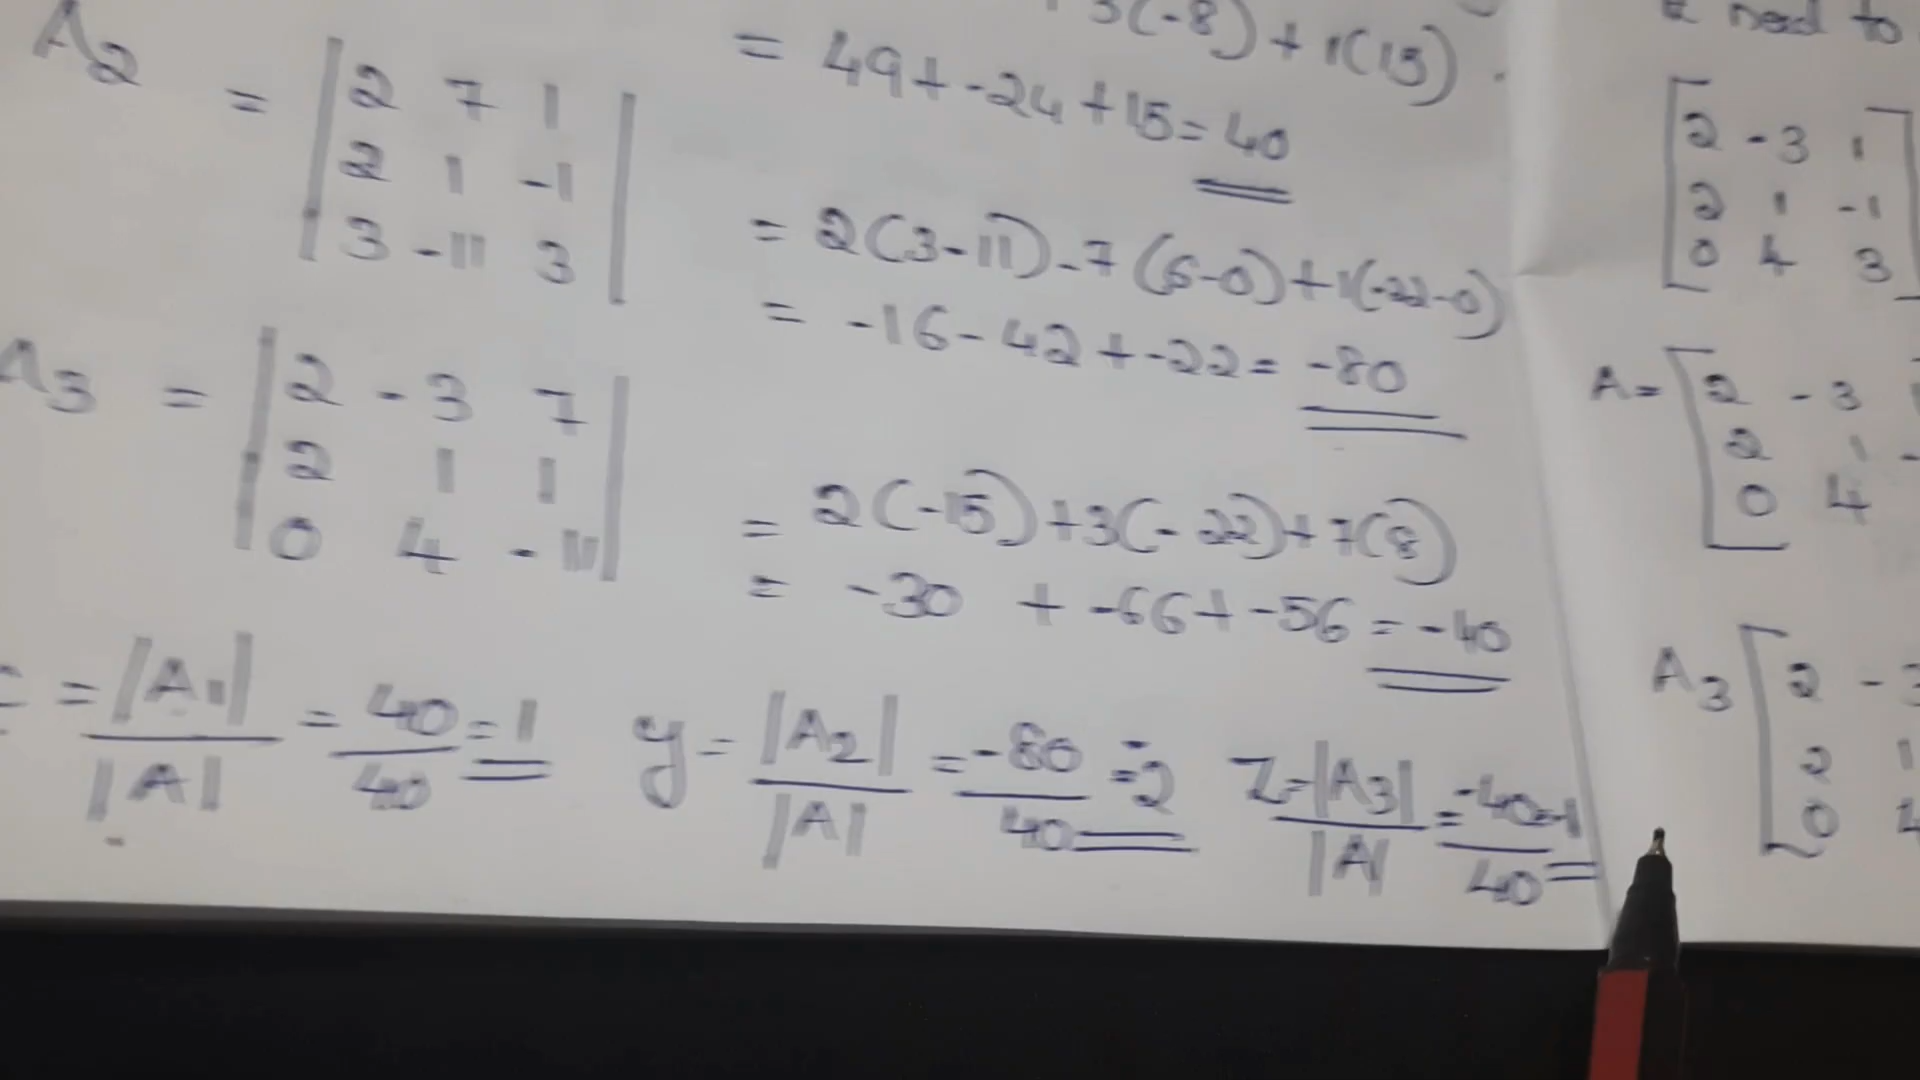 3(-8) + 1(15)
= 49 + -24 + 15 = 40
A2 = | 2 7 1 |
| 2 1 -1 |
| 3 -11 3 |
= 2(3-11) - 7(6-0) + 1(-22-0)
= -16 - 42 + -22 = -80
A3 = | 2 -3 7 |
| 2 1 1 |
| 0 4 -11 |
= 2(-15) + 3(-22) + 7(8)
= -30 + -66 + -56 = -40
= |A1| / |A| = 40 / 40 = 1
y = |A2| / |A| = -80 / 40 = -2
Z = |A3| / |A| = -40 / 40 = -1
need to
[ 2 -3 1 ]
[ 2 1 -1 ]
[ 0 4 3 ]
A = [ 2 -3
2 1 -
0 4
A3 [ 2 -3
2 1
0 4